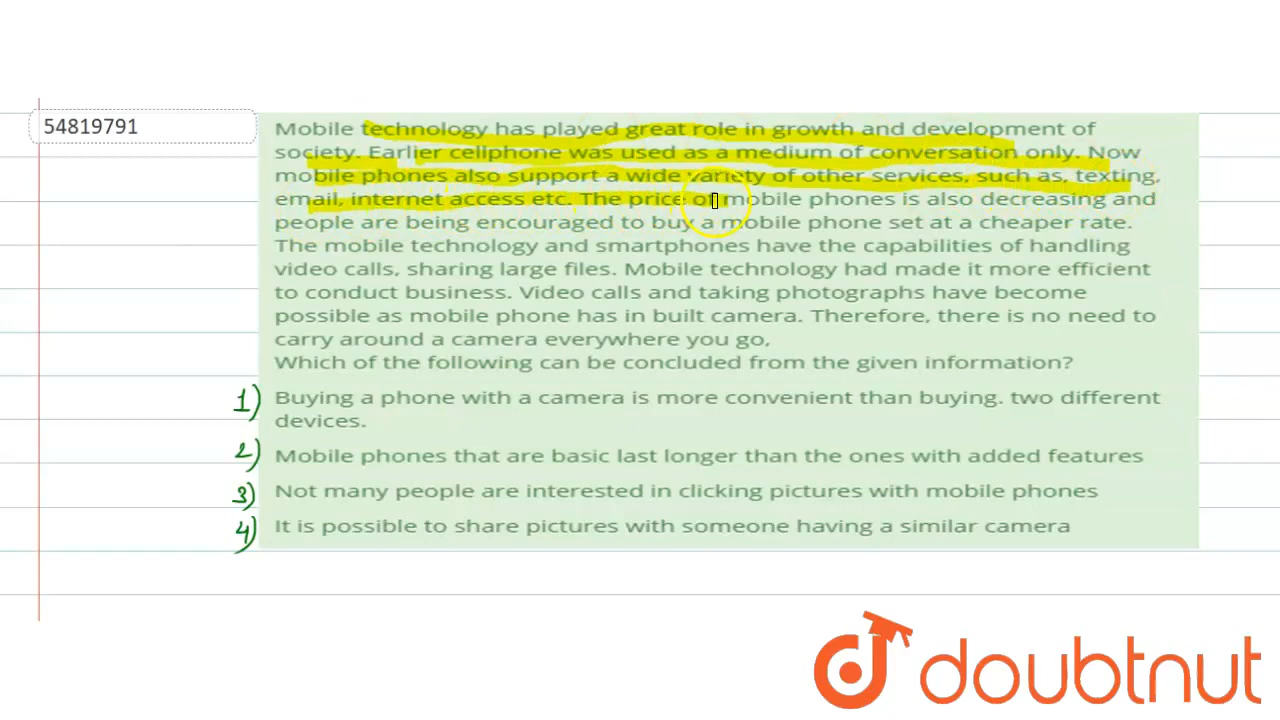 54819791
Mobile technology has played great role in growth and development of
society. Earlier cellphone was used as a medium of conversation only. Now
mobile phones also support a wide variety of other services, such as, texting,
email, internet access etc. The price of mobile phones is also decreasing and
people are being encouraged to buy a mobile phone set at a cheaper rate.
The mobile technology and smartphones have the capabilities of handling
video calls, sharing large files. Mobile technology had made it more efficient
to conduct business. Video calls and taking photographs have become
possible as mobile phone has in built camera. Therefore, there is no need to
carry around a camera everywhere you go,
Which of the following can be concluded from the given information?
1) Buying a phone with a camera is more convenient than buying. two different
devices.
2) Mobile phones that are basic last longer than the ones with added features
3) Not many people are interested in clicking pictures with mobile phones
4) It is possible to share pictures with someone having a similar camera
doubtnut